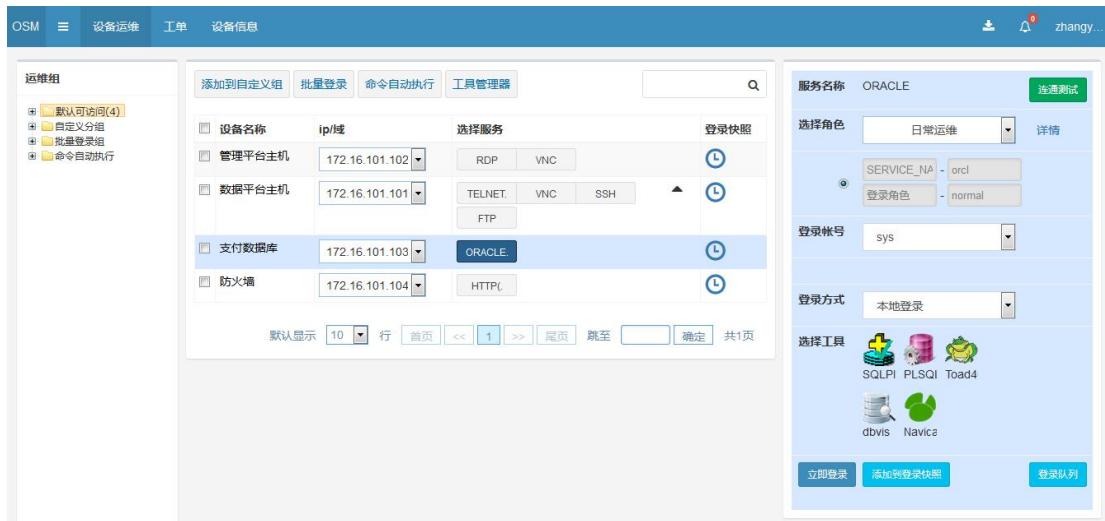 OSM 设备运维 工单 设备信息 0 zhangy...
运维组
默认可访问(4)
自定义分组
批量登录组
命令自动执行
添加到自定义组 批量登录 命令自动执行 工具管理器
设备名称 ip/域 选择服务 登录快照
管理平台主机 172.16.101.102 RDP VNC
数据平台主机 172.16.101.101 TELNET. VNC SSH
FTP
支付数据库 172.16.101.103 ORACLE.
防火墙 172.16.101.104 HTTP(.
默认显示 10 行 首页 << 1 >> 尾页 跳至 确定 共1页
服务名称 ORACLE 连通测试
选择角色 日常运维 详情
SERVICE_NA - orcl
登录角色 - normal
登录帐号 sys
登录方式 本地登录
选择工具
SQLPl PLSQl Toad4
dbvis Navica
立即登录 添加到登录快照 登录队列